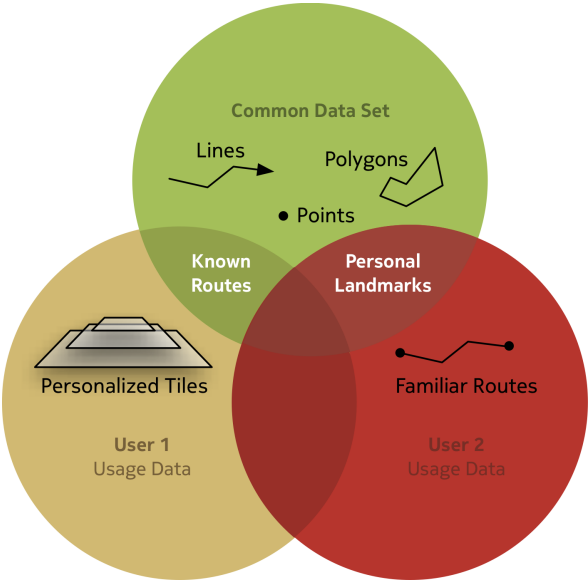 Common Data Set
Lines
Polygons
Points
Known
Routes
Personal
Landmarks
Personalized Tiles
Familiar Routes
User 1
Usage Data
User 2
Usage Data